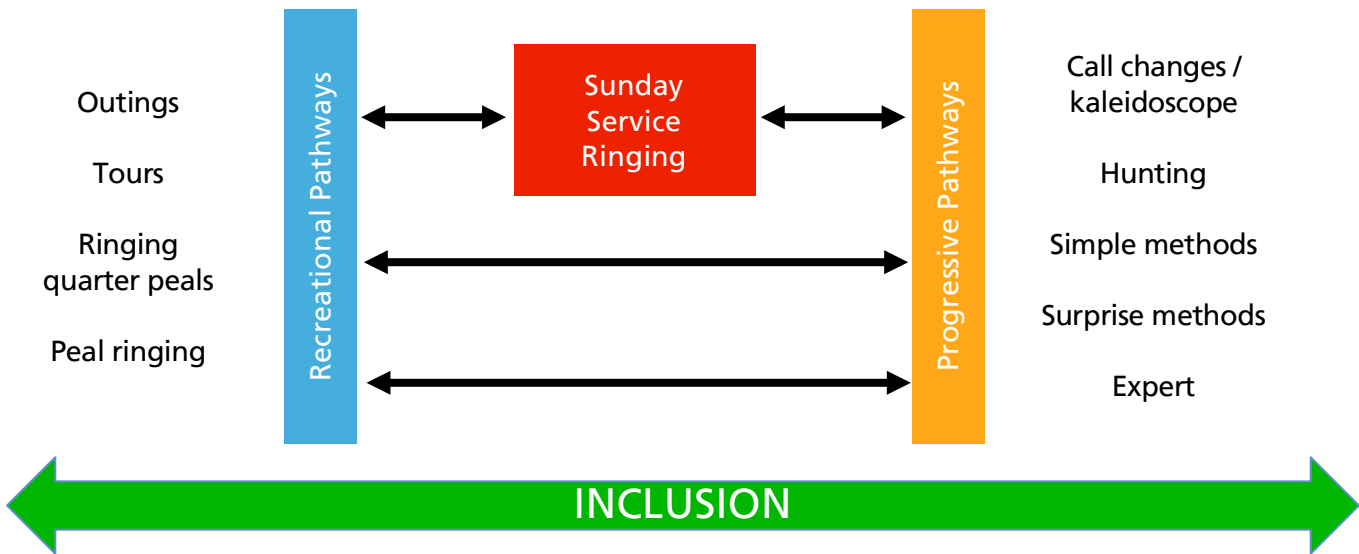 Outings
Tours
Ringing
quarter peals
Peal ringing
Recreational Pathways
Sunday
Service
Ringing
Progressive Pathways
Call changes /
kaleidoscope
Hunting
Simple methods
Surprise methods
Expert
INCLUSION